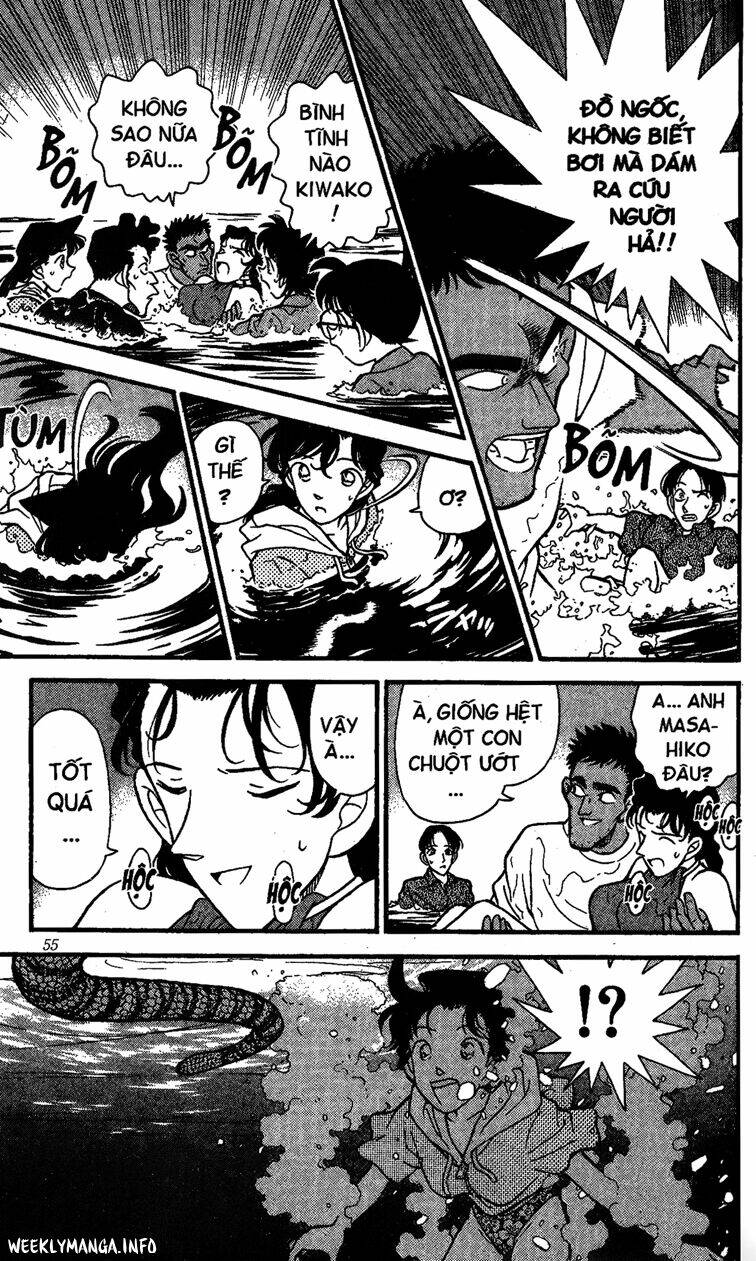 ĐỒ NGỐC,
KHÔNG BIẾT
BƠI MÀ DÁM
RA CỨU
NGƯỜI
HẢ!!
BÕM
BÌNH
TĨNH
NÀO
KIWAKO
!
KHÔNG
SAO NỮA
ĐÂU...
BÕM
BÕM
Ơ?
GÌ
THẾ
?
TÙM
A... ANH
MASA-
HIKO
ĐÂU?
HỘC
HỘC
HỘC
À, GIỐNG HỆT
MỘT CON
CHUỘT ƯỚT
...
VẬY
À...
TỐT
QUÁ
...
HỘC
HỘC
55
!?
WEEKLYMANGA.INFO